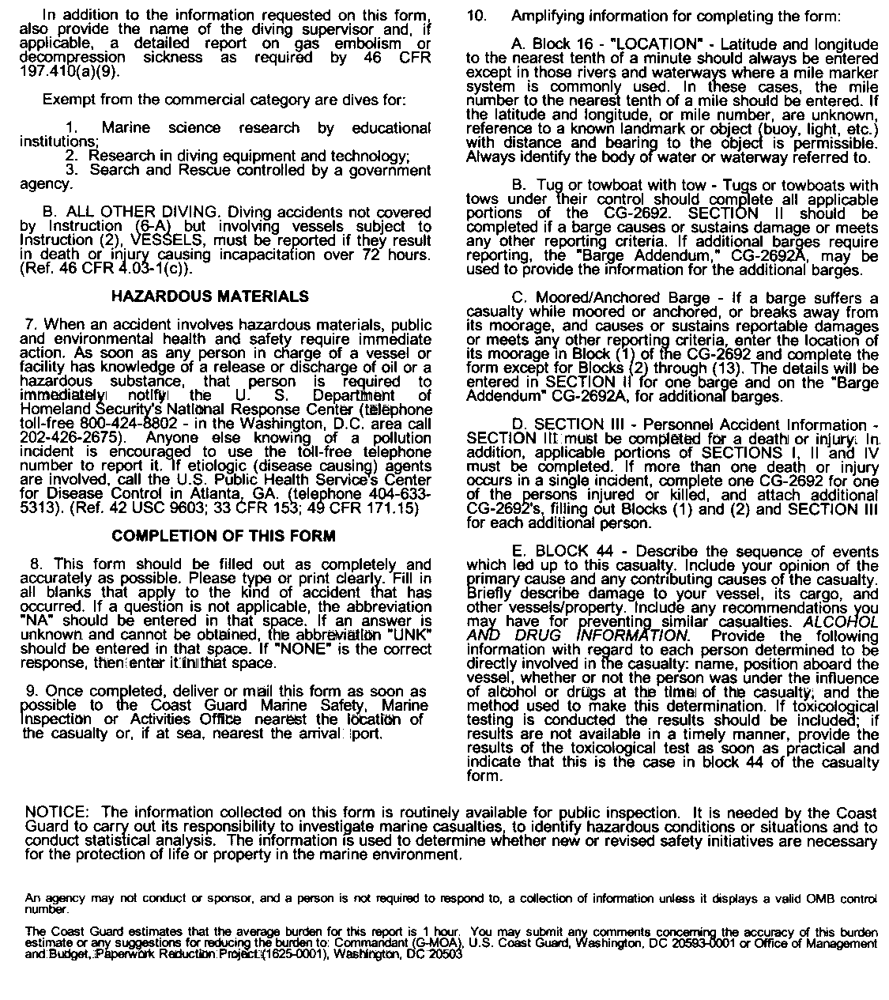 In addition to the information requested on this form,
also provide the name of the diving supervisor and, if
applicable, a detailed report on gas embolism or
decompression sickness as required by 46 CFR
197.410(a)(9).
Exempt from the commercial category are dives for:
1. Marine science research by educational
institutions;
2. Research in diving equipment and technology;
3. Search and Rescue controlled by a government
agency.
B. ALL OTHER DIVING. Diving accidents not covered
by Instruction (6-A) but involving vessels subject to
Instruction (2), VESSELS, must be reported if they result
in death or injury causing incapacitation over 72 hours.
(Ref. 46 CFR 4.03-1(c)).
HAZARDOUS MATERIALS
7. When an accident involves hazardous materials, public
and environmental health and safety require immediate
action. As soon as any person in charge of a vessel or
facility has knowledge of a release or discharge of oil or a
hazardous substance, that person is required to
immediately notify the U. S. Department of
Homeland Security's National Response Center (telephone
toll-free 800-424-8802 - in the Washington, D.C. area call
202-426-2675). Anyone else knowing of a pollution
incident is encouraged to use the toll-free telephone
number to report it. If etiologic (disease causing) agents
are involved, call the U.S. Public Health Service's Center
for Disease Control in Atlanta, GA. (telephone 404-633-
5313). (Ref. 42 USC 9603; 33 CFR 153; 49 CFR 171.15)
COMPLETION OF THIS FORM
8. This form should be filled out as completely and
accurately as possible. Please type or print clearly. Fill in
all blanks that apply to the kind of accident that has
occurred. If a question is not applicable, the abbreviation
"NA" should be entered in that space. If an answer is
unknown and cannot be obtained, the abbreviation "UNK"
should be entered in that space. If "NONE" is the correct
response, then enter it in that space.
9. Once completed, deliver or mail this form as soon as
possible to the Coast Guard Marine Safety, Marine
Inspection or Activities Office nearest the location of
the casualty or, if at sea, nearest the arrival port.
10. Amplifying information for completing the form:
A. Block 16 - "LOCATION" - Latitude and longitude
to the nearest tenth of a minute should always be entered
except in those rivers and waterways where a mile marker
system is commonly used. In these cases, the mile
number to the nearest tenth of a mile should be entered. If
the latitude and longitude, or mile number, are unknown,
reference to a known landmark or object (buoy, light, etc.)
with distance and bearing to the object is permissible.
Always identify the body of water or waterway referred to.
B. Tug or towboat with tow - Tugs or towboats with
tows under their control should complete all applicable
portions of the CG-2692. SECTION II should be
completed if a barge causes or sustains damage or meets
any other reporting criteria. If additional barges require
reporting, the "Barge Addendum," CG-2692A, may be
used to provide the information for the additional barges.
C. Moored/Anchored Barge - If a barge suffers a
casualty while moored or anchored, or breaks away from
its moorage, and causes or sustains reportable damages
or meets any other reporting criteria, enter the location of
its moorage in Block (1) of the CG-2692 and complete the
form except for Blocks (2) through (13). The details will be
entered in SECTION II for one barge and on the "Barge
Addendum" CG-2692A, for additional barges.
D. SECTION III - Personnel Accident Information -
SECTION III must be completed for a death or injury. In
addition, applicable portions of SECTIONS I, II and IV
must be completed. If more than one death or injury
occurs in a single incident, complete one CG-2692 for one
of the persons injured or killed, and attach additional
CG-2692's, filling out Blocks (1) and (2) and SECTION III
for each additional person.
E. BLOCK 44 - Describe the sequence of events
which led up to this casualty. Include your opinion of the
primary cause and any contributing causes of the casualty.
Briefly describe damage to your vessel, its cargo, and
other vessels/property. Include any recommendations you
may have for preventing similar casualties. ALCOHOL
AND DRUG INFORMATION. Provide the following
information with regard to each person determined to be
directly involved in the casualty: name, position aboard the
vessel, whether or not the person was under the influence
of alcohol or drugs at the time of the casualty, and the
method used to make this determination. If toxicological
testing is conducted the results should be included; if
results are not available in a timely manner, provide the
results of the toxicological test as soon as practical and
indicate that this is the case in block 44 of the casualty
form.
NOTICE: The information collected on this form is routinely available for public inspection. It is needed by the Coast
Guard to carry out its responsibility to investigate marine casualties, to identify hazardous conditions or situations and to
conduct statistical analysis. The information is used to determine whether new or revised safety initiatives are necessary
for the protection of life or property in the marine environment.
An agency may not conduct or sponsor, and a person is not required to respond to, a collection of information unless it displays a valid OMB control
number.
The Coast Guard estimates that the average burden for this report is 1 hour. You may submit any comments concerning the accuracy of this burden
estimate or any suggestions for reducing the burden to: Commandant (G-MOA), U.S. Coast Guard, Washington, DC 20593-0001 or Office of Management
and Budget, Paperwork Reduction Project (1625-0001), Washington, DC 20503